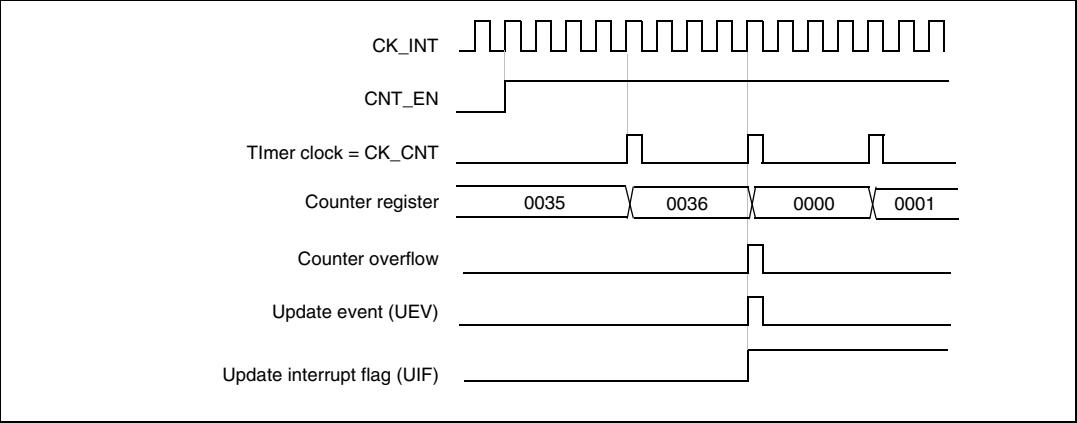 CK_INT
CNT_EN
TImer clock = CK_CNT
Counter register 0035 0036 0000 0001
Counter overflow
Update event (UEV)
Update interrupt flag (UIF)